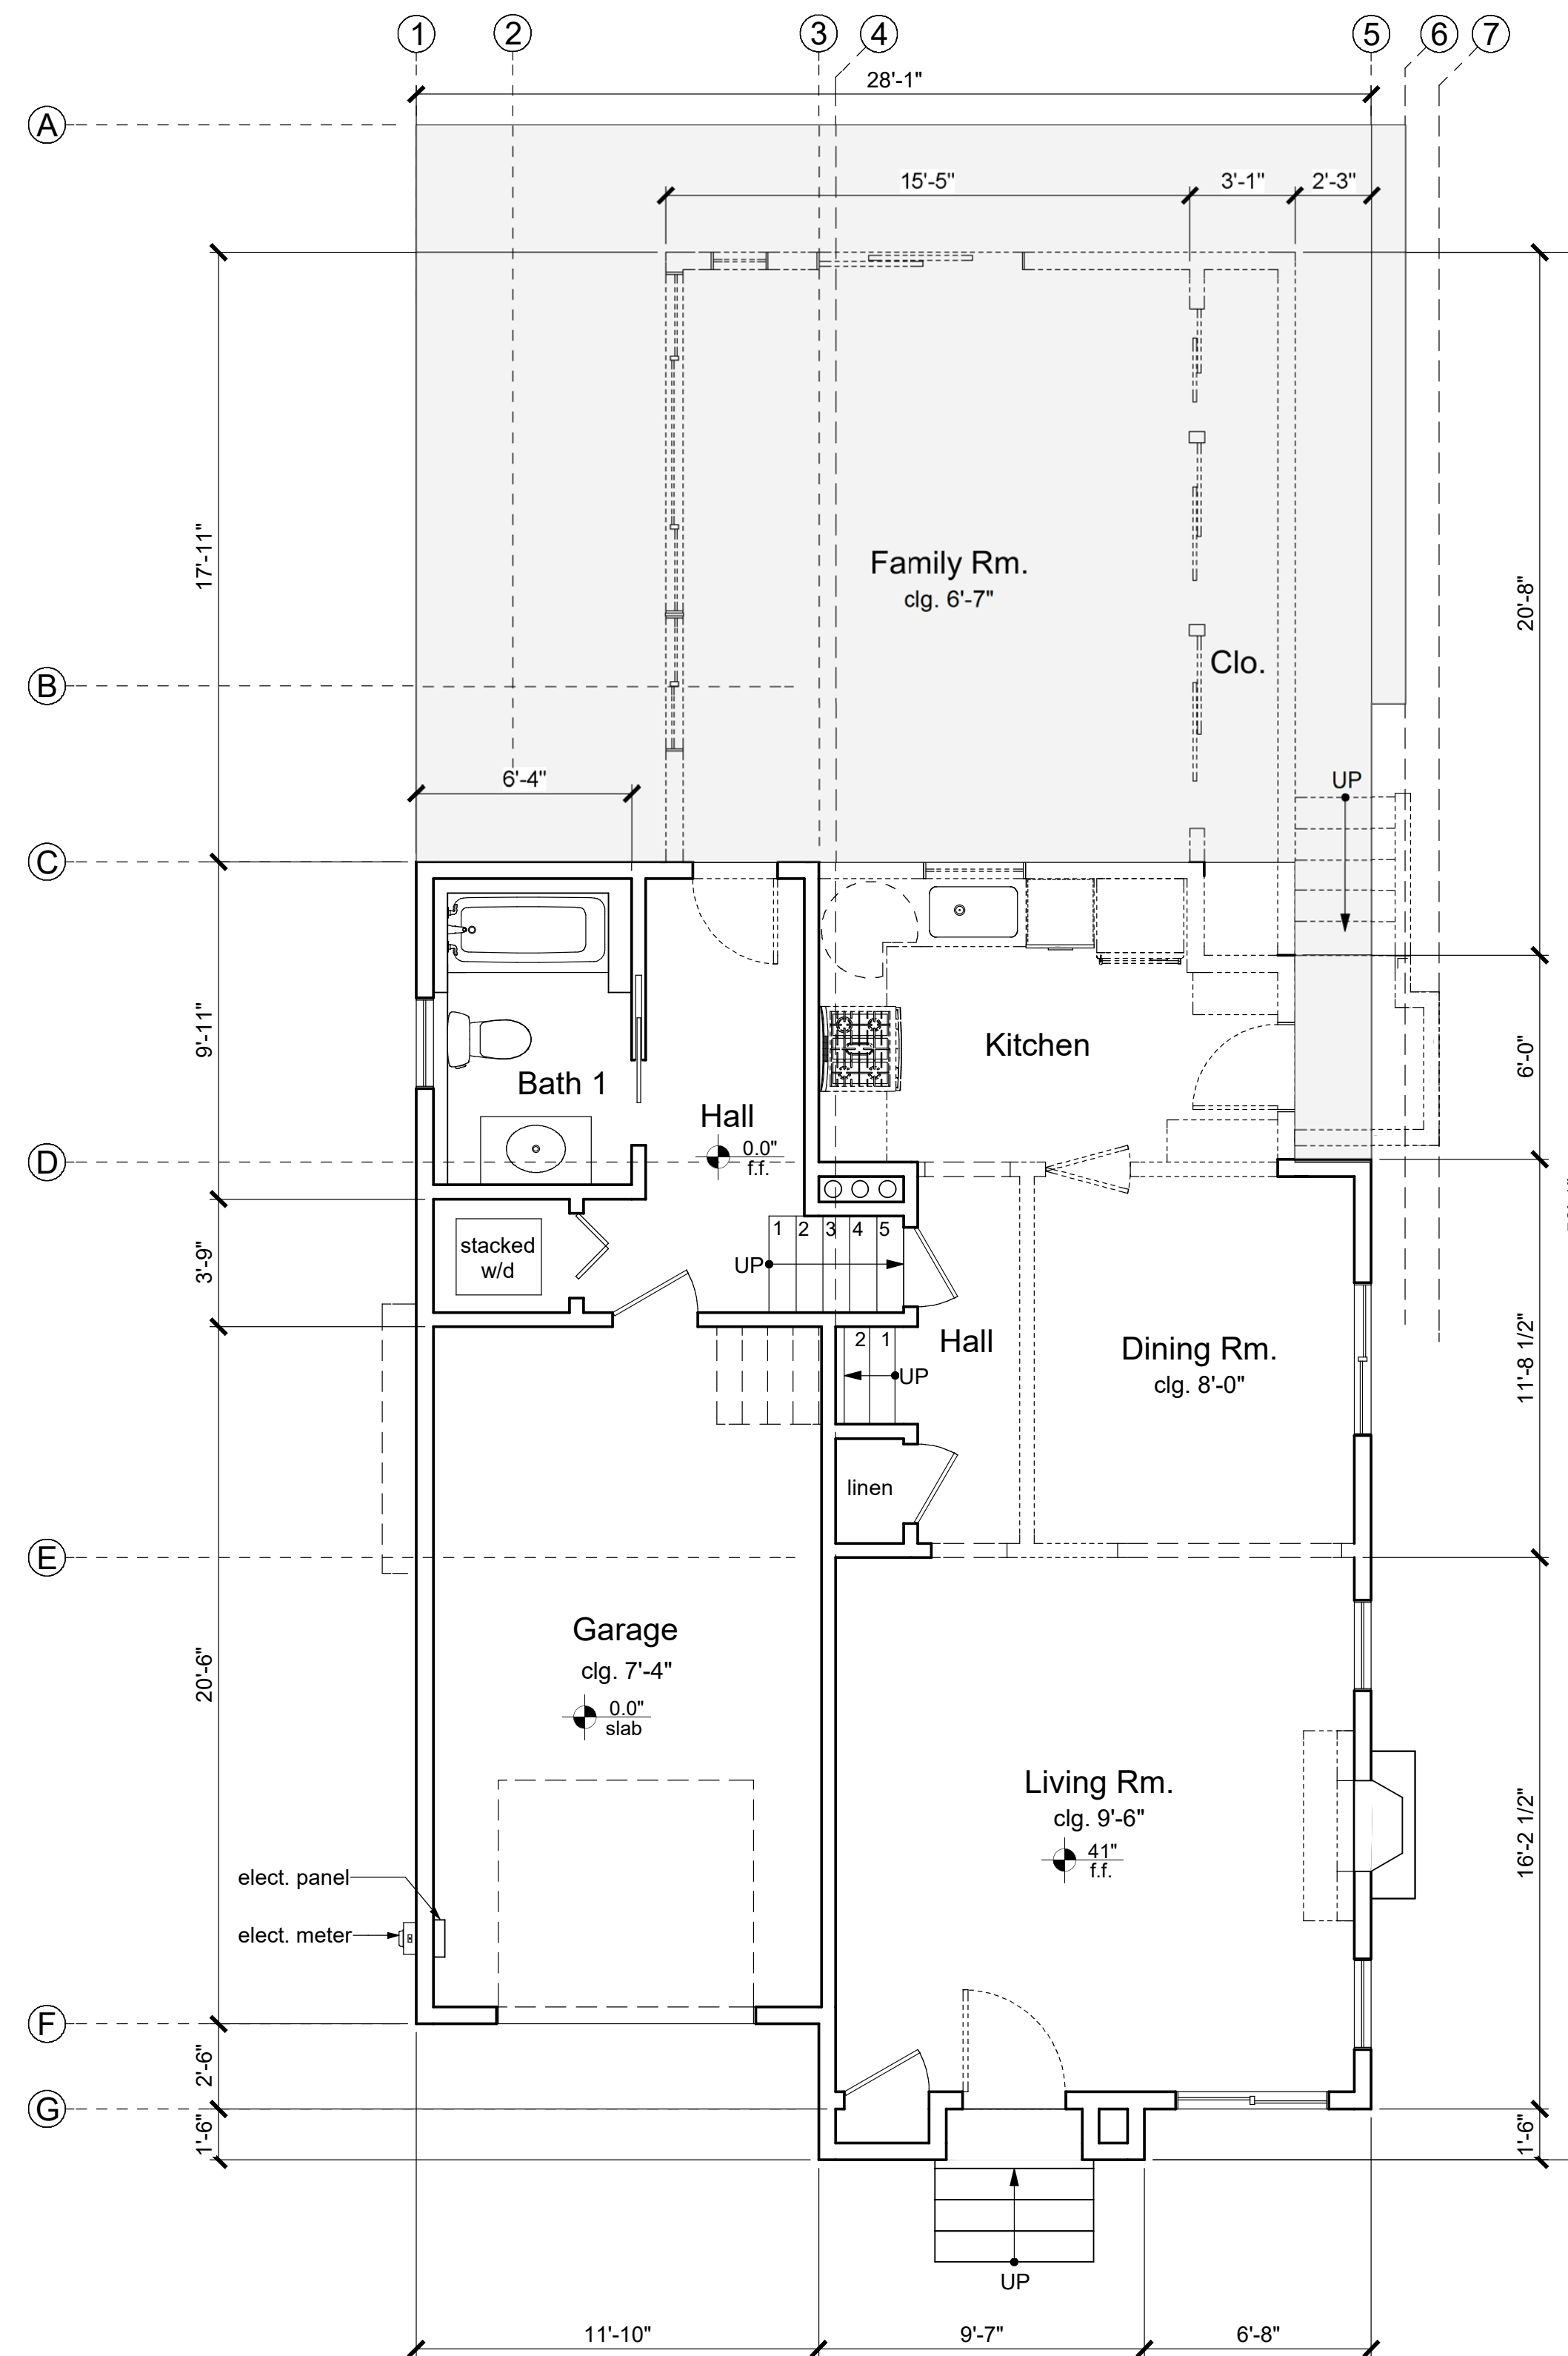 1 2 3 4 5 6 7
28'-1"
A
15'-5" 3'-1" 2'-3"
17'-11"
Family Rm.
clg. 6'-7"
20'-8"
Clo.
B
6'-4"
UP
C
9'-11"
Kitchen
6'-0"
Bath 1
Hall
0.0"
f.f.
D
3'-9"
stacked
w/d
1 2 3 4 5
UP
2 1
UP
Hall
Dining Rm.
clg. 8'-0"
11'-8 1/2"
linen
E
Garage
clg. 7'-4"
0.0"
slab
20'-6"
Living Rm.
clg. 9'-6"
41"
f.f.
16'-2 1/2"
elect. panel
elect. meter
F
2'-6"
G
1'-6"
1'-6"
UP
11'-10" 9'-7" 6'-8"